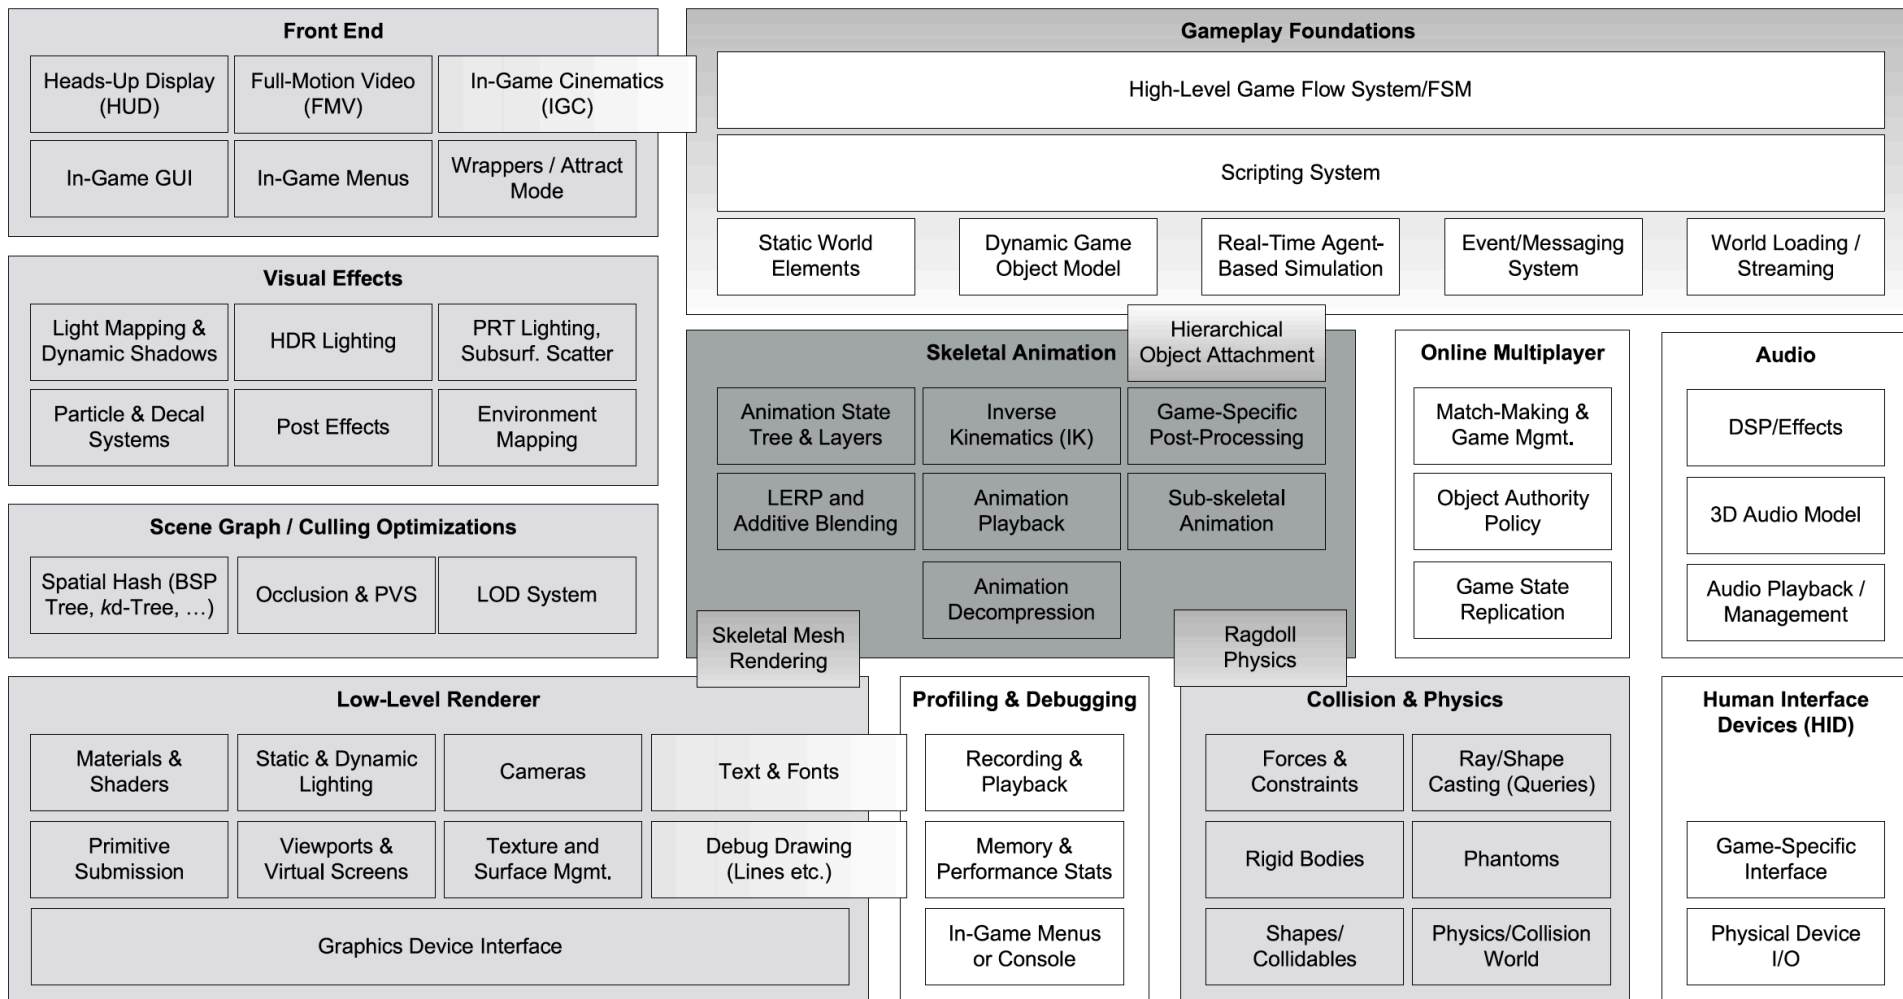 Front End
Heads-Up Display
(HUD)
Full-Motion Video
(FMV)
In-Game Cinematics
(IGC)
In-Game GUI
In-Game Menus
Wrappers / Attract
Mode
Gameplay Foundations
High-Level Game Flow System/FSM
Scripting System
Static World
Elements
Dynamic Game
Object Model
Real-Time Agent-
Based Simulation
Event/Messaging
System
World Loading /
Streaming
Visual Effects
Light Mapping &
Dynamic Shadows
HDR Lighting
PRT Lighting,
Subsurf. Scatter
Particle & Decal
Systems
Post Effects
Environment
Mapping
Skeletal Animation
Hierarchical
Object Attachment
Animation State
Tree & Layers
Inverse
Kinematics (IK)
Game-Specific
Post-Processing
LERP and
Additive Blending
Animation
Playback
Sub-skeletal
Animation
Animation
Decompression
Skeletal Mesh
Rendering
Ragdoll
Physics
Online Multiplayer
Match-Making &
Game Mgmt.
Object Authority
Policy
Game State
Replication
Audio
DSP/Effects
3D Audio Model
Audio Playback /
Management
Scene Graph / Culling Optimizations
Spatial Hash (BSP
Tree, kd-Tree, …)
Occlusion & PVS
LOD System
Low-Level Renderer
Materials &
Shaders
Static & Dynamic
Lighting
Cameras
Text & Fonts
Primitive
Submission
Viewports &
Virtual Screens
Texture and
Surface Mgmt.
Debug Drawing
(Lines etc.)
Graphics Device Interface
Profiling & Debugging
Recording &
Playback
Memory &
Performance Stats
In-Game Menus
or Console
Collision & Physics
Forces &
Constraints
Ray/Shape
Casting (Queries)
Rigid Bodies
Phantoms
Shapes/
Collidables
Physics/Collision
World
Human Interface
Devices (HID)
Game-Specific
Interface
Physical Device
I/O